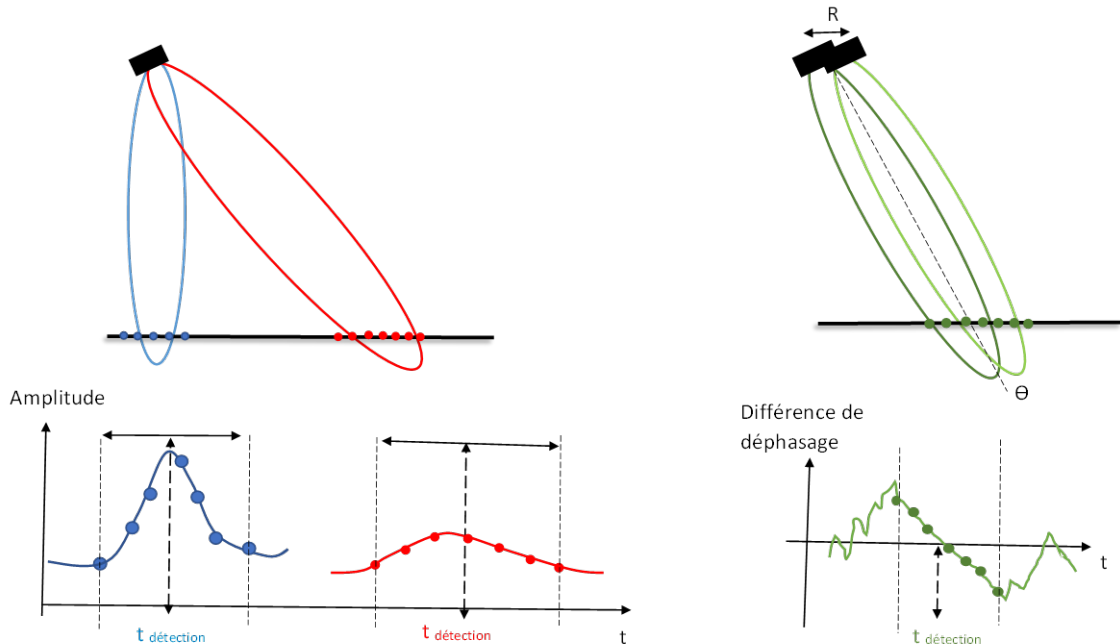 R
Θ
Amplitude
t détection
t détection
t
Différence de
déphasage
t
t détection